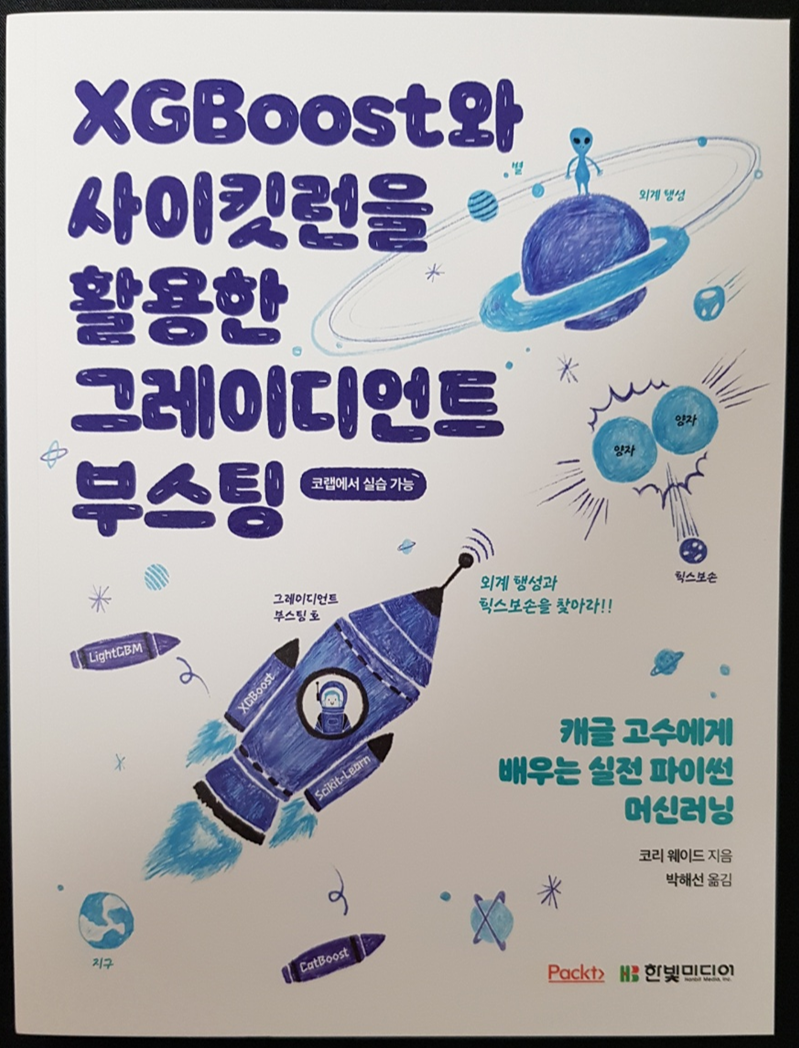 XGBoost와
사이킷런을
활용한
그레이디언트
부스팅
코랩에서 실습 가능
별
외계 행성
양자
양자
힉스보손
외계 행성과
힉스보손을 찾아라!!
그레이디언트
부스팅 호
LightGBM
XGBoost
Scikit-Learn
캐글 고수에게
배우는 실전 파이썬
머신러닝
코리 웨이드 지음
박해선 옮김
지구
CatBoost
Packt>
HB 한빛미디어
Hanbit Media, Inc.